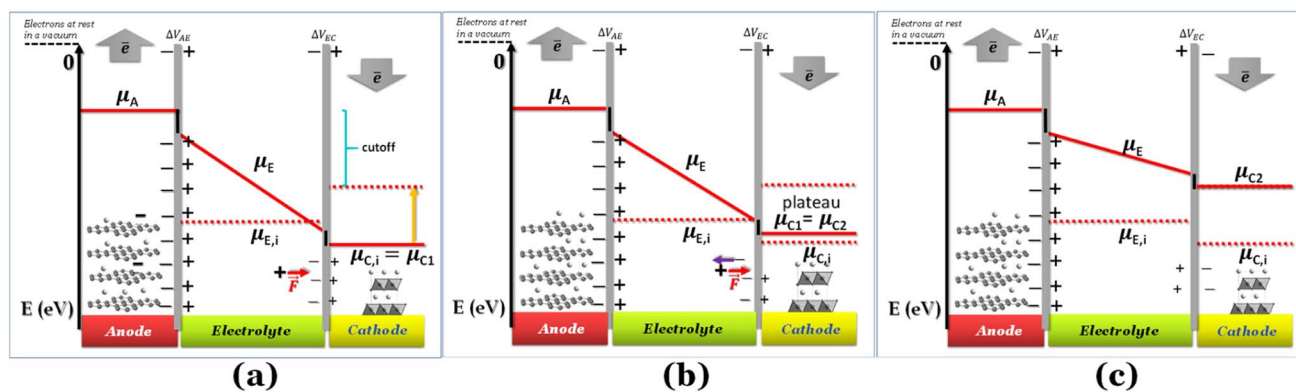 Electrons at rest
in a vacuum
0
ē
ΔV_AE
− +
ΔV_EC
− +
ē
μ_A
cutoff
μ_E
μ_E,i
μ_C,i = μ_C1
F
E (eV)
Anode
Electrolyte
Cathode
(a)
Electrons at rest
in a vacuum
0
ē
ΔV_AE
− +
ΔV_EC
− +
ē
μ_A
μ_E
plateau
μ_C1 = μ_C2
μ_E,i
μ_C,i
F
E (eV)
Anode
Electrolyte
Cathode
(b)
Electrons at rest
in a vacuum
0
ē
ΔV_AE
− +
ΔV_EC
+ −
ē
μ_A
μ_E
μ_C2
μ_E,i
μ_C,i
E (eV)
Anode
Electrolyte
Cathode
(c)